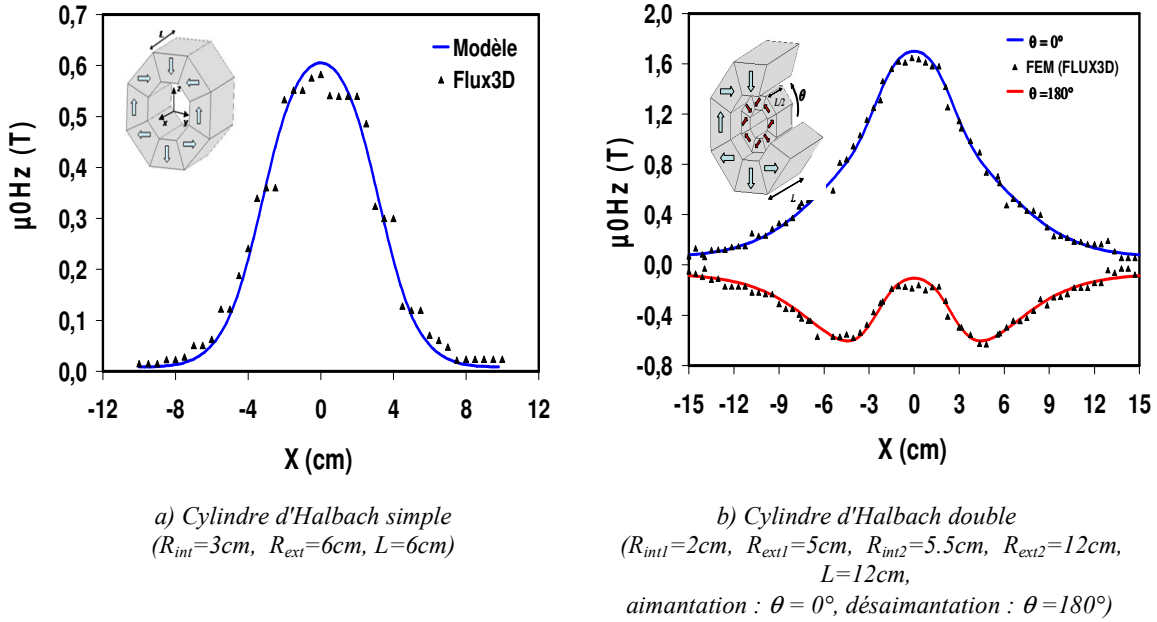 0,7
0,6
0,5
0,4
0,3
0,2
0,1
0,0
µ0Hz (T)
L
z
x
y
Modèle
Flux3D
-12 -8 -4 0 4 8 12
X (cm)
2,0
1,6
1,2
0,8
0,4
0,0
-0,4
-0,8
µ0Hz (T)
L/2
θ
L
θ = 0°
FEM (FLUX3D)
θ =180°
-15 -12 -9 -6 -3 0 3 6 9 12 15
X (cm)
a) Cylindre d'Halbach simple
(Rint=3cm, Rext=6cm, L=6cm)
b) Cylindre d'Halbach double
(Rint1=2cm, Rext1=5cm, Rint2=5.5cm, Rext2=12cm,
L=12cm,
aimantation : θ = 0°, désaimantation : θ =180°)